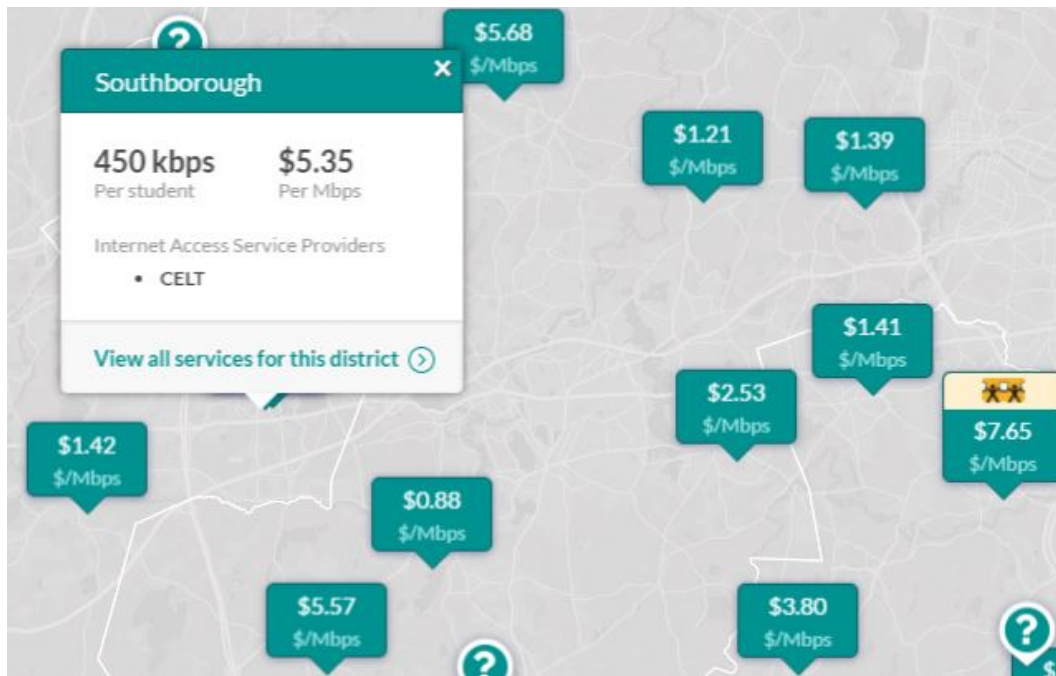 ?
$5.68
$/Mbps
Southborough
×
450 kbps
$5.35
Per student
Per Mbps
Internet Access Service Providers
• CELT
View all services for this district
$1.21
$/Mbps
$1.39
$/Mbps
$1.41
$/Mbps
$2.53
$/Mbps
$7.65
$/Mbps
$1.42
$/Mbps
$0.88
$/Mbps
$5.57
$/Mbps
$3.80
$/Mbps
?
?
$